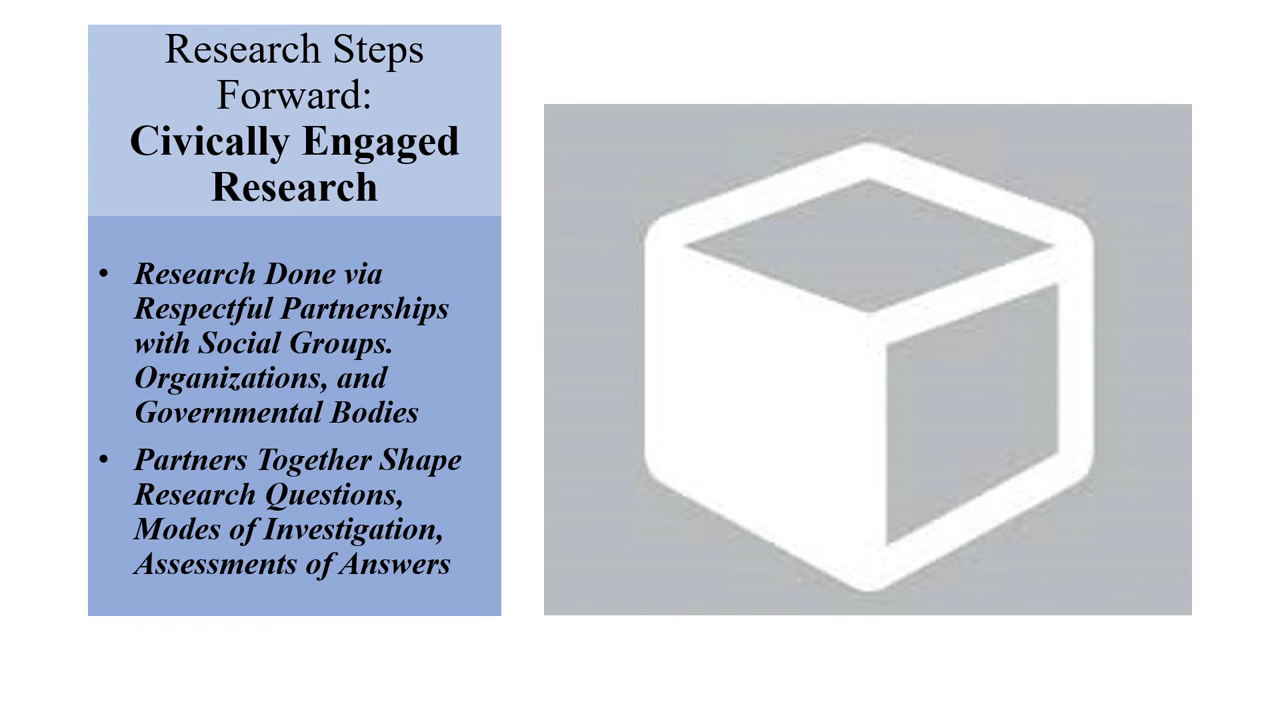 Research Steps
Forward:
Civically Engaged
Research
• Research Done via
Respectful Partnerships
with Social Groups.
Organizations, and
Governmental Bodies
• Partners Together Shape
Research Questions,
Modes of Investigation,
Assessments of Answers